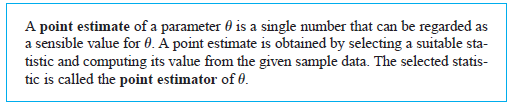 A point estimate of a parameter θ is a single number that can be regarded as
a sensible value for θ. A point estimate is obtained by selecting a suitable sta-
tistic and computing its value from the given sample data. The selected statis-
tic is called the point estimator of θ.